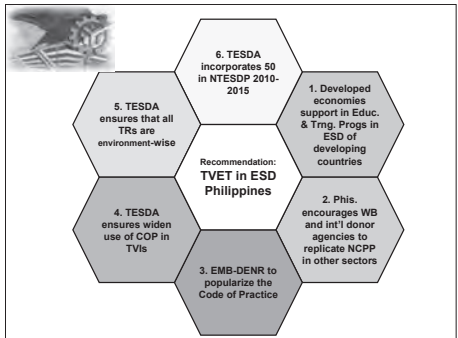 6. TESDA
incorporates 50
in NTESDP 2010-
2015
1. Developed
economies
support in Educ.
& Trng. Progs in
ESD of
developing
countries
2. Phis.
encourages WB
and int'l donor
agencies to
replicate NCPP
in other sectors
3. EMB-DENR to
popularize the
Code of Practice
4. TESDA
ensures widen
use of COP in
TVIs
5. TESDA
ensures that all
TRs are
environment-wise
Recommendation:
TVET in ESD
Philippines